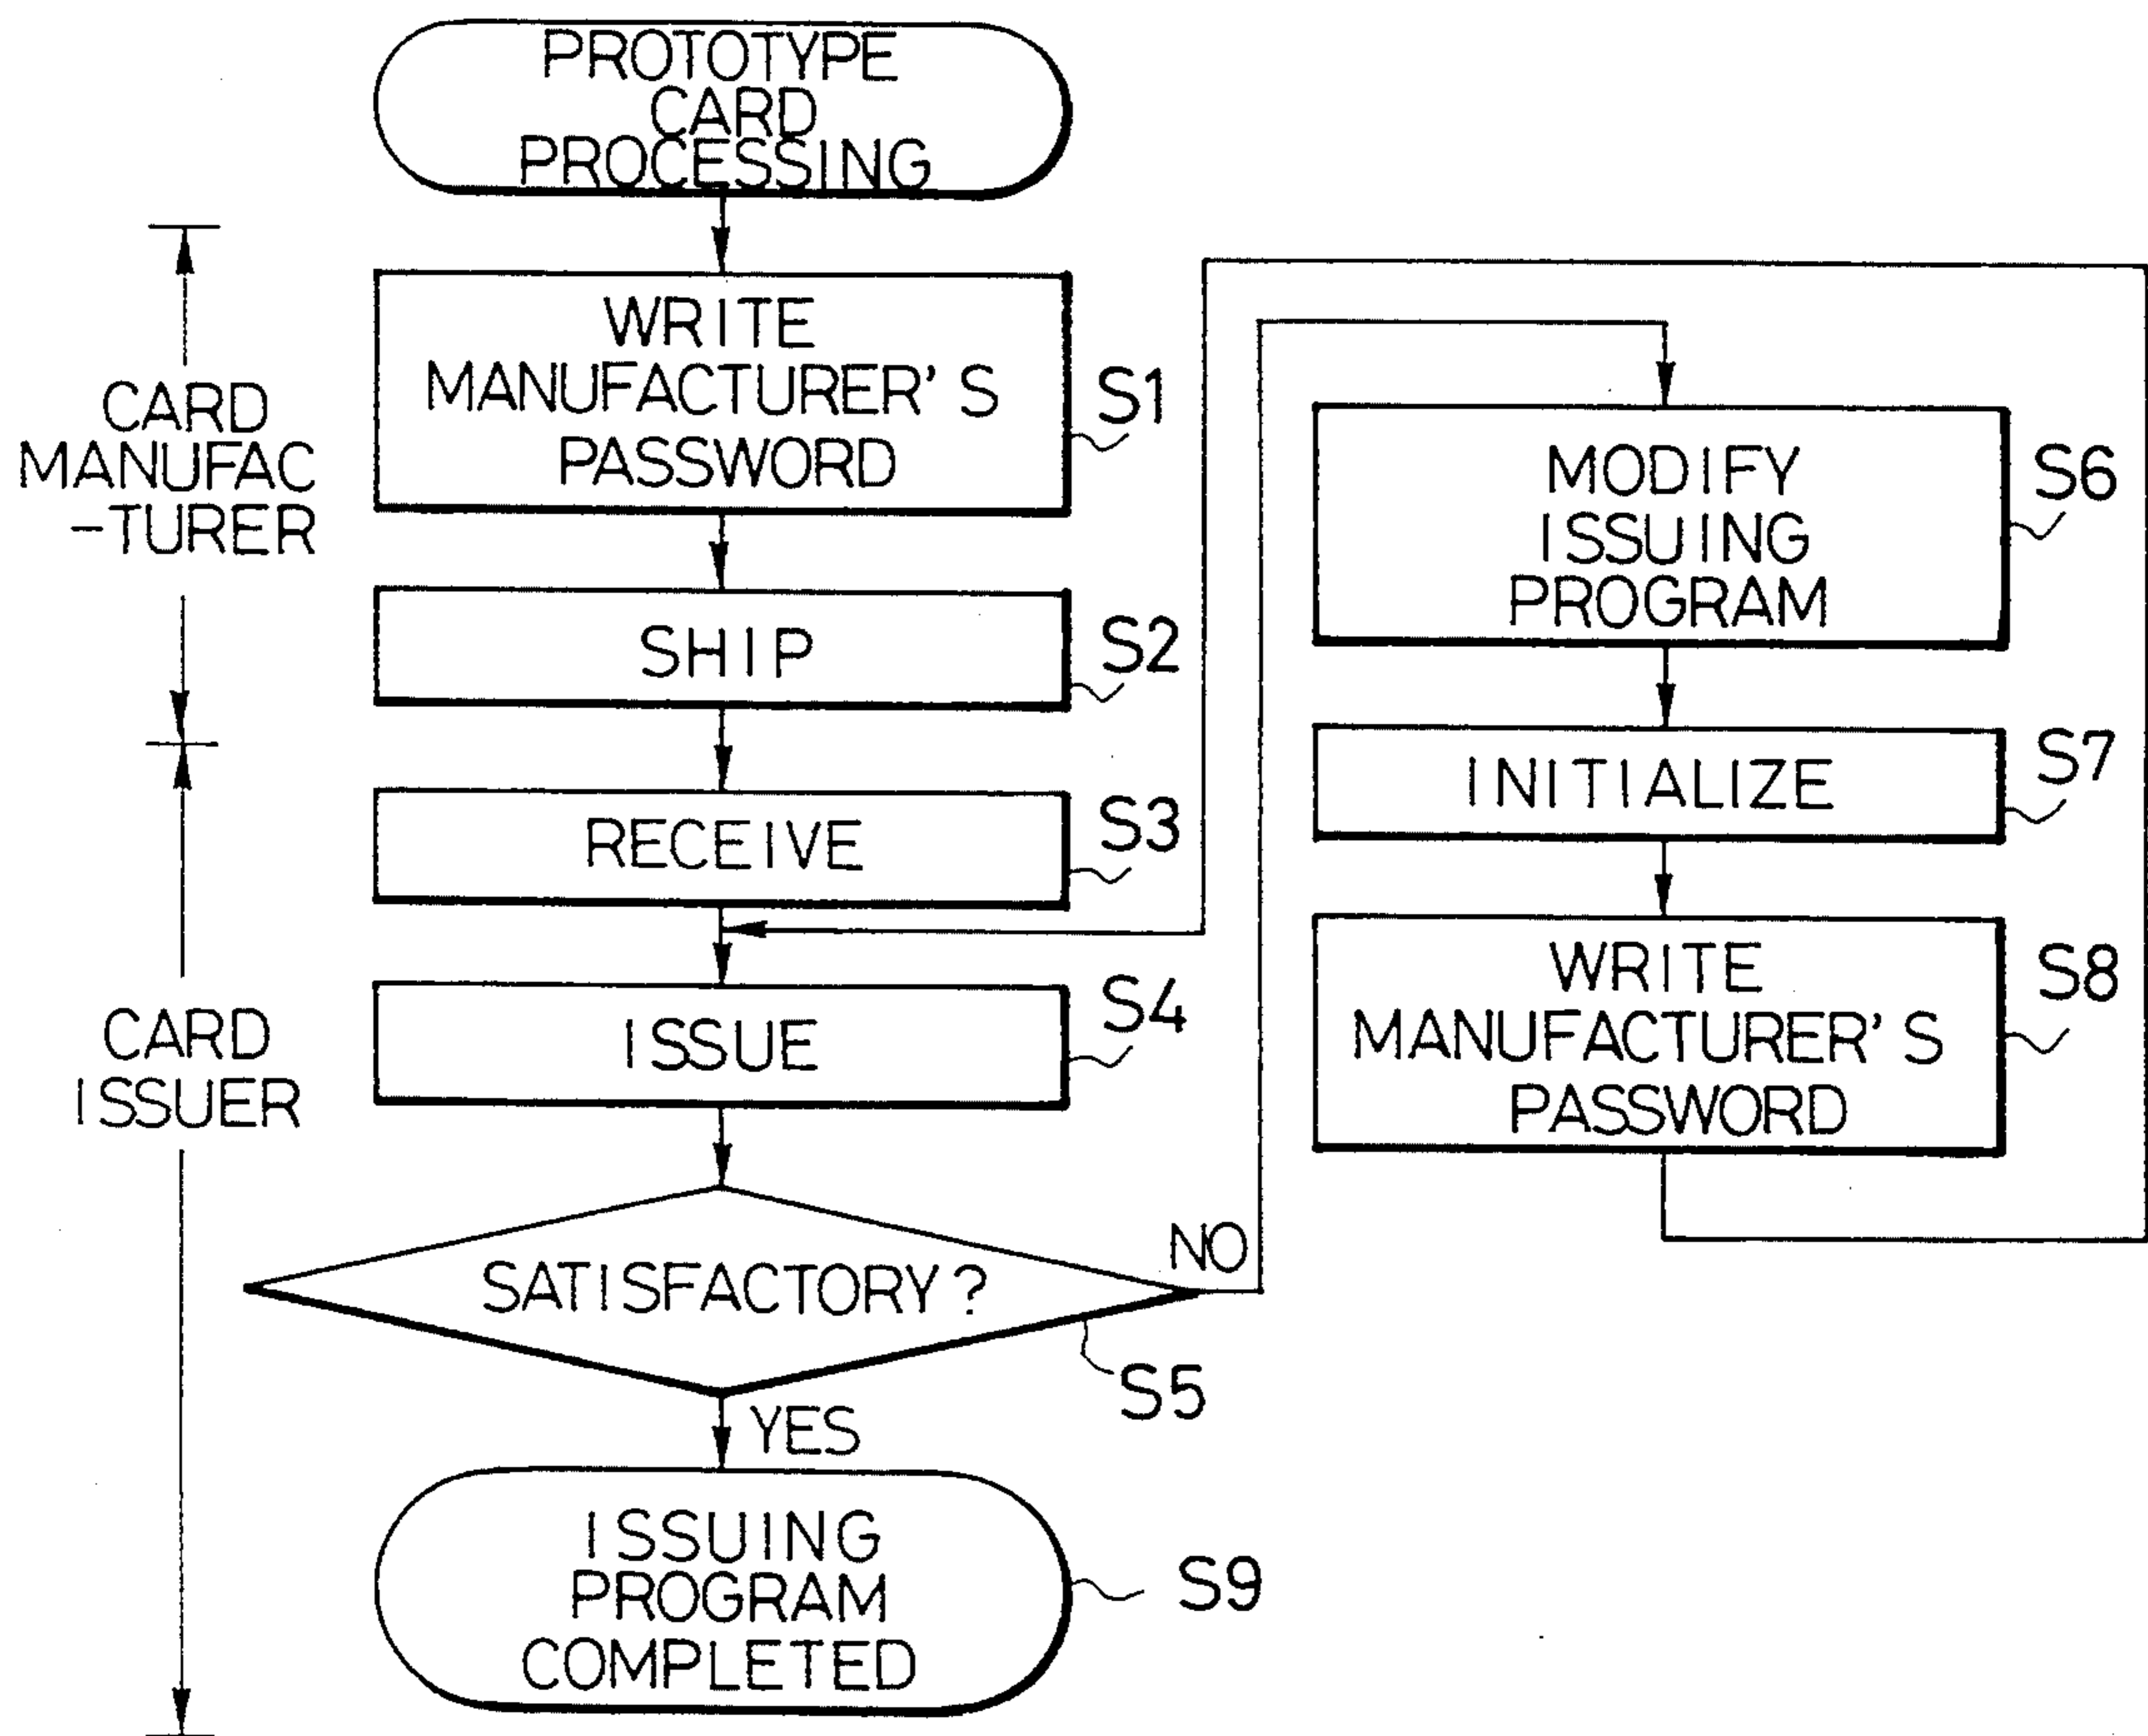 PROTOTYPE
CARD
PROCESSING
CARD
MANUFAC
-TURER
WRITE
MANUFACTURER'S
PASSWORD
S1
SHIP
S2
RECEIVE
S3
CARD
ISSUER
ISSUE
S4
SATISFACTORY?
S5
NO
YES
ISSUING
PROGRAM
COMPLETED
S9
MODIFY
ISSUING
PROGRAM
S6
INITIALIZE
S7
WRITE
MANUFACTURER'S
PASSWORD
S8